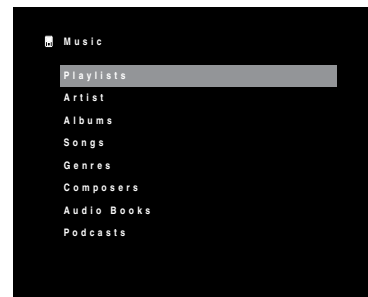 Music
Playlists
Artist
Albums
Songs
Genres
Composers
Audio Books
Podcasts